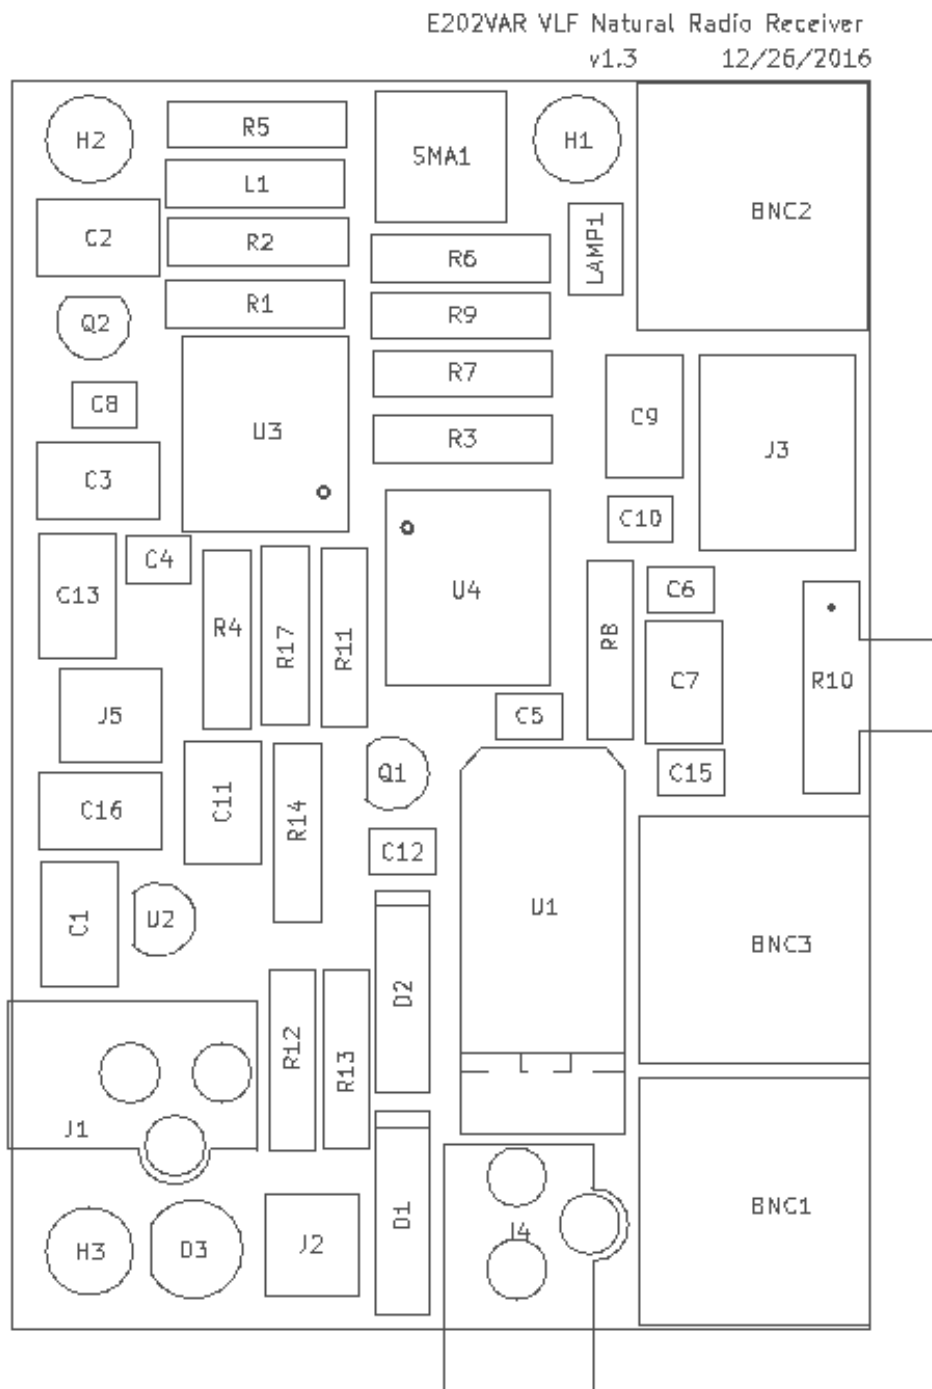 E202VAR VLF Natural Radio Receiver
v1.3 12/26/2016
H2
R5
SMA1
H1
L1
C2
R2
LAMP1
BNC2
R6
R1
R9
Q2
R7
C8
U3
R3
C9
J3
C3
C10
C4
C13
U4
C6
R4
R17
R11
R8
C7
R10
J5
C5
Q1
C15
C16
C11
R14
C12
C1
U2
U1
BNC3
D2
R12
R13
J1
D1
BNC1
J4
H3
D3
J2